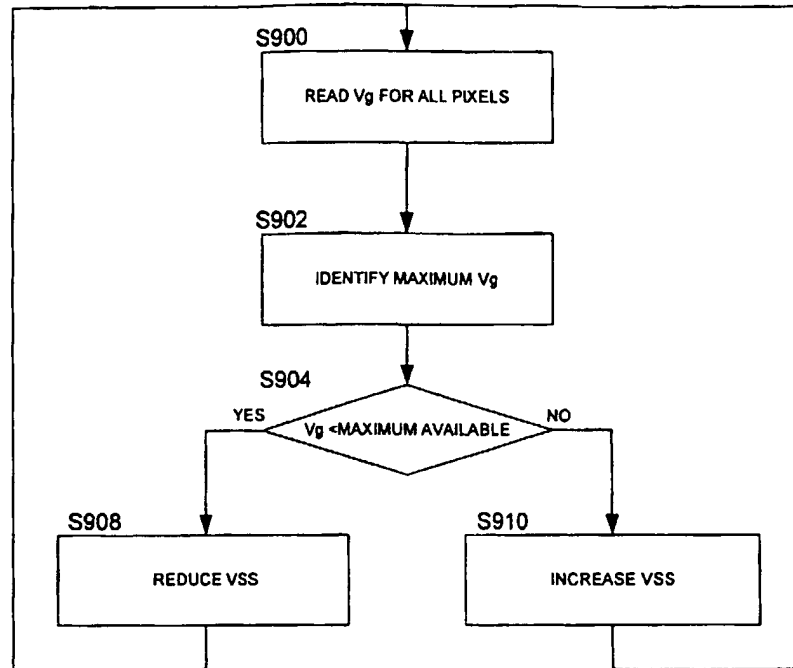 S900
READ Vg FOR ALL PIXELS
S902
IDENTIFY MAXIMUM Vg
S904
YES
Vg <MAXIMUM AVAILABLE
NO
S908
REDUCE VSS
S910
INCREASE VSS